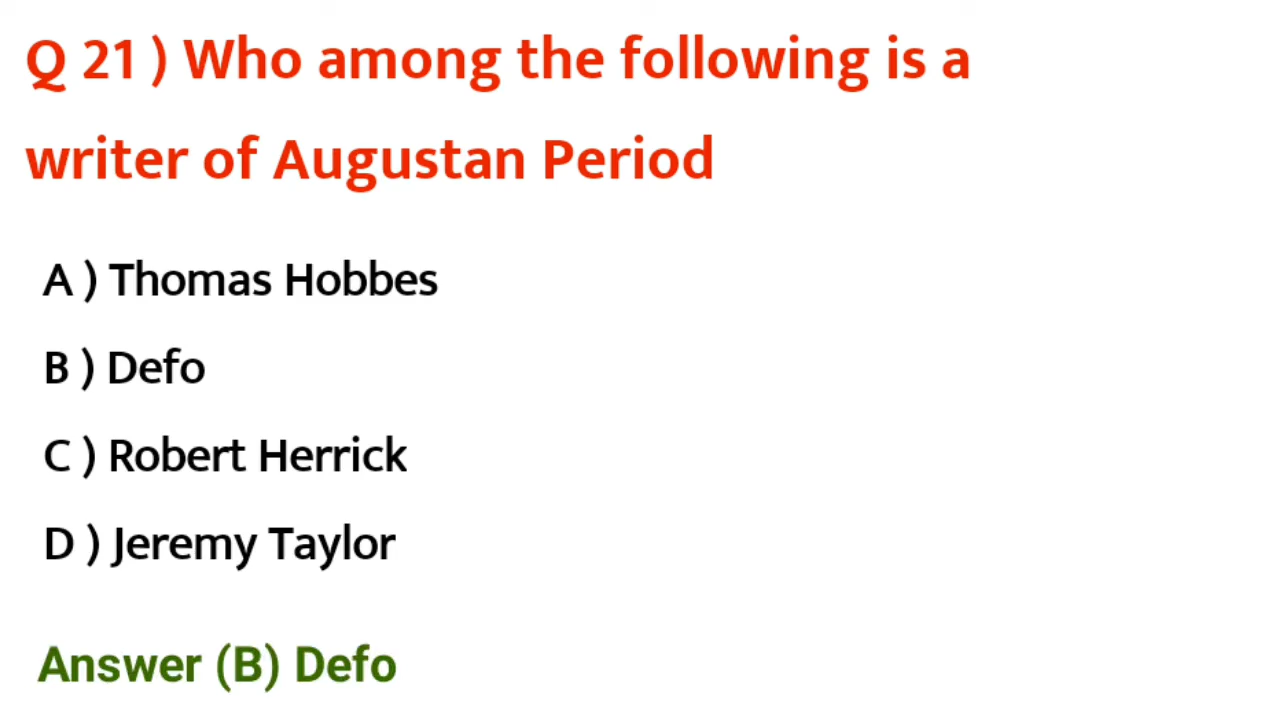 Q 21 ) Who among the following is a
writer of Augustan Period
A ) Thomas Hobbes
B ) Defo
C ) Robert Herrick
D ) Jeremy Taylor
Answer (B) Defo